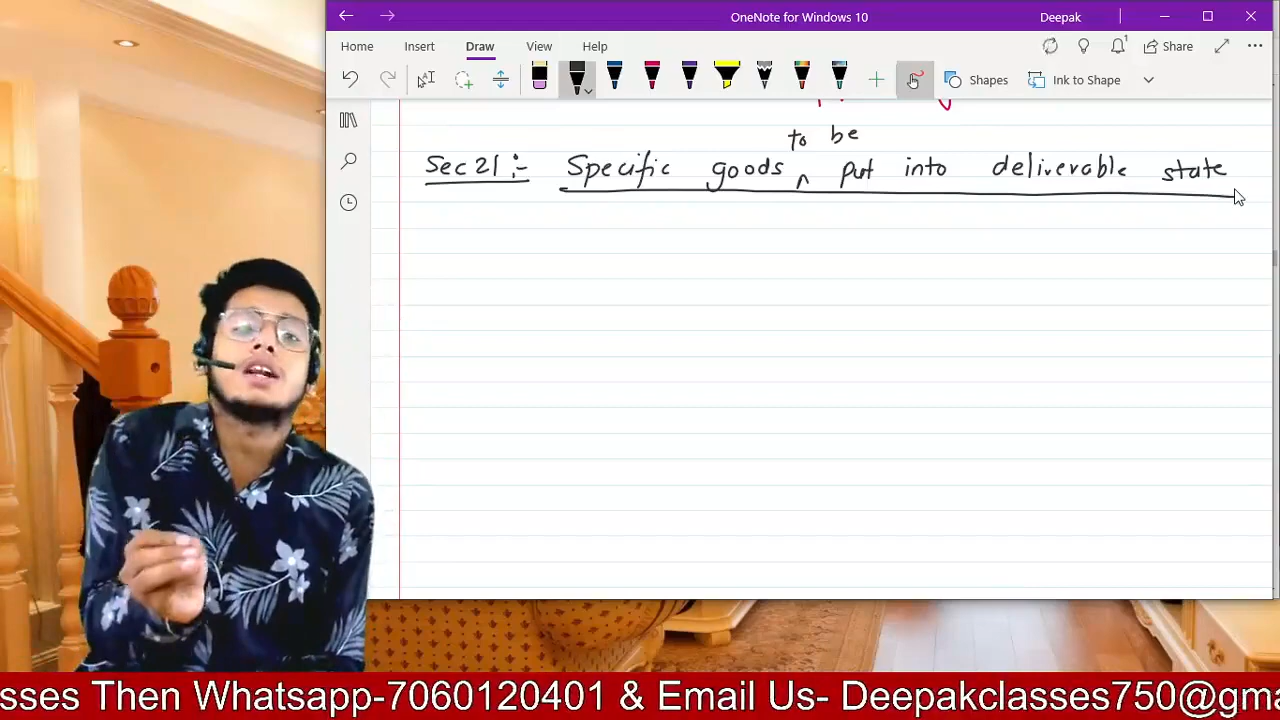 OneNote for Windows 10
Deepak
Home Insert Draw View Help
Share
Shapes Ink to Shape
to be
Sec 21 :- Specific goods ^ put into deliverable state
sses Then Whatsapp-7060120401 & Email Us- Deepakclasses750@gma